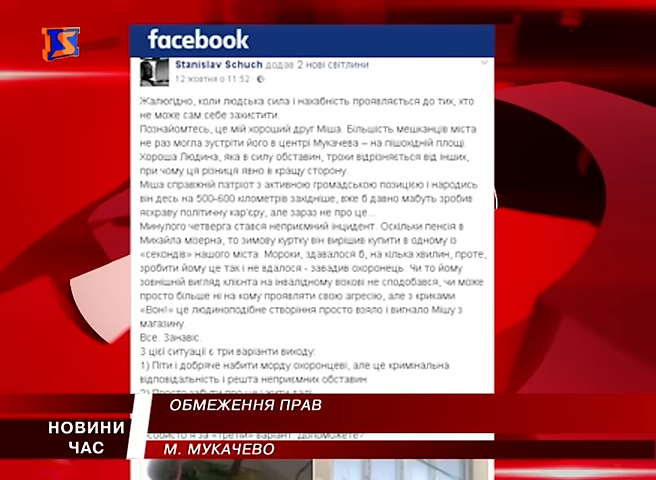 facebook
Stanislav Schuch додав 2 нові світлини.
12 жовтня о 11:52
Жалюгідно, коли людська сила і нахабність проявляється до тих, хто
не може сам себе захистити.
Познайомтесь, це мій хороший друг Міша. Більшість мешканців міста
не раз могла зустріти його в центрі Мукачева – на пішохідній площі.
Хороша Людина, яка в силу обставин, трохи відрізняється від інших,
при чому ця різниця явно в кращу сторону.
Міша справжній патріот з активною громадською позицією і народись
він десь на 500-600 кілометрів західніше, вже б давно мабуть зробив
яскраву політичну кар'єру, але зараз не про це...
Минулого четверга стався неприємний інцидент. Оскільки пенсія в
Михайла мізерна, то зимову куртку він вирішив купити в одному із
«секондів» нашого міста. Мороки, здавалося б, на кілька хвилин, проте,
зробити йому це так і не вдалося - завадив охоронець. Чи то йому
зовнішній вигляд клієнта на інвалідному візкові не сподобався, чи може
просто більше ні на кому проявляти свою агресію, але з криками
«Вон!» це людиноподібне створіння просто взяло і вигнало Мішу з
магазину.
Все. Занавіс.
З цієї ситуації є три варіанти виходу:
1) Піти і добряче набити морду охоронцеві, але це кримінальна
відповідальність і решта неприємних обставин
2) Просто забути про це і жити далі
Особисто я за «третій» варіант. Допоможете?
ОБМЕЖЕННЯ ПРАВ
НОВИНИ
ЧАС
М. МУКАЧЕВО